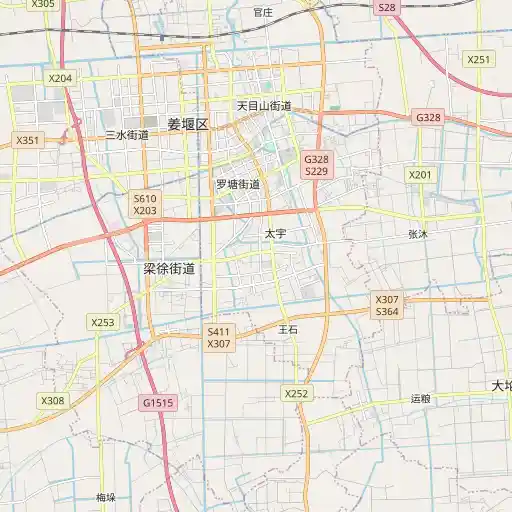 X305
S28
官庄
X251
X204
天目山街道
G328
姜堰区
三水街道
X351
G328
S229
X201
罗塘街道
S610
X203
太宇
张沐
梁徐街道
X307
S364
X253
S411
X307
王石
X252
运粮
X308
G1515
梅垛